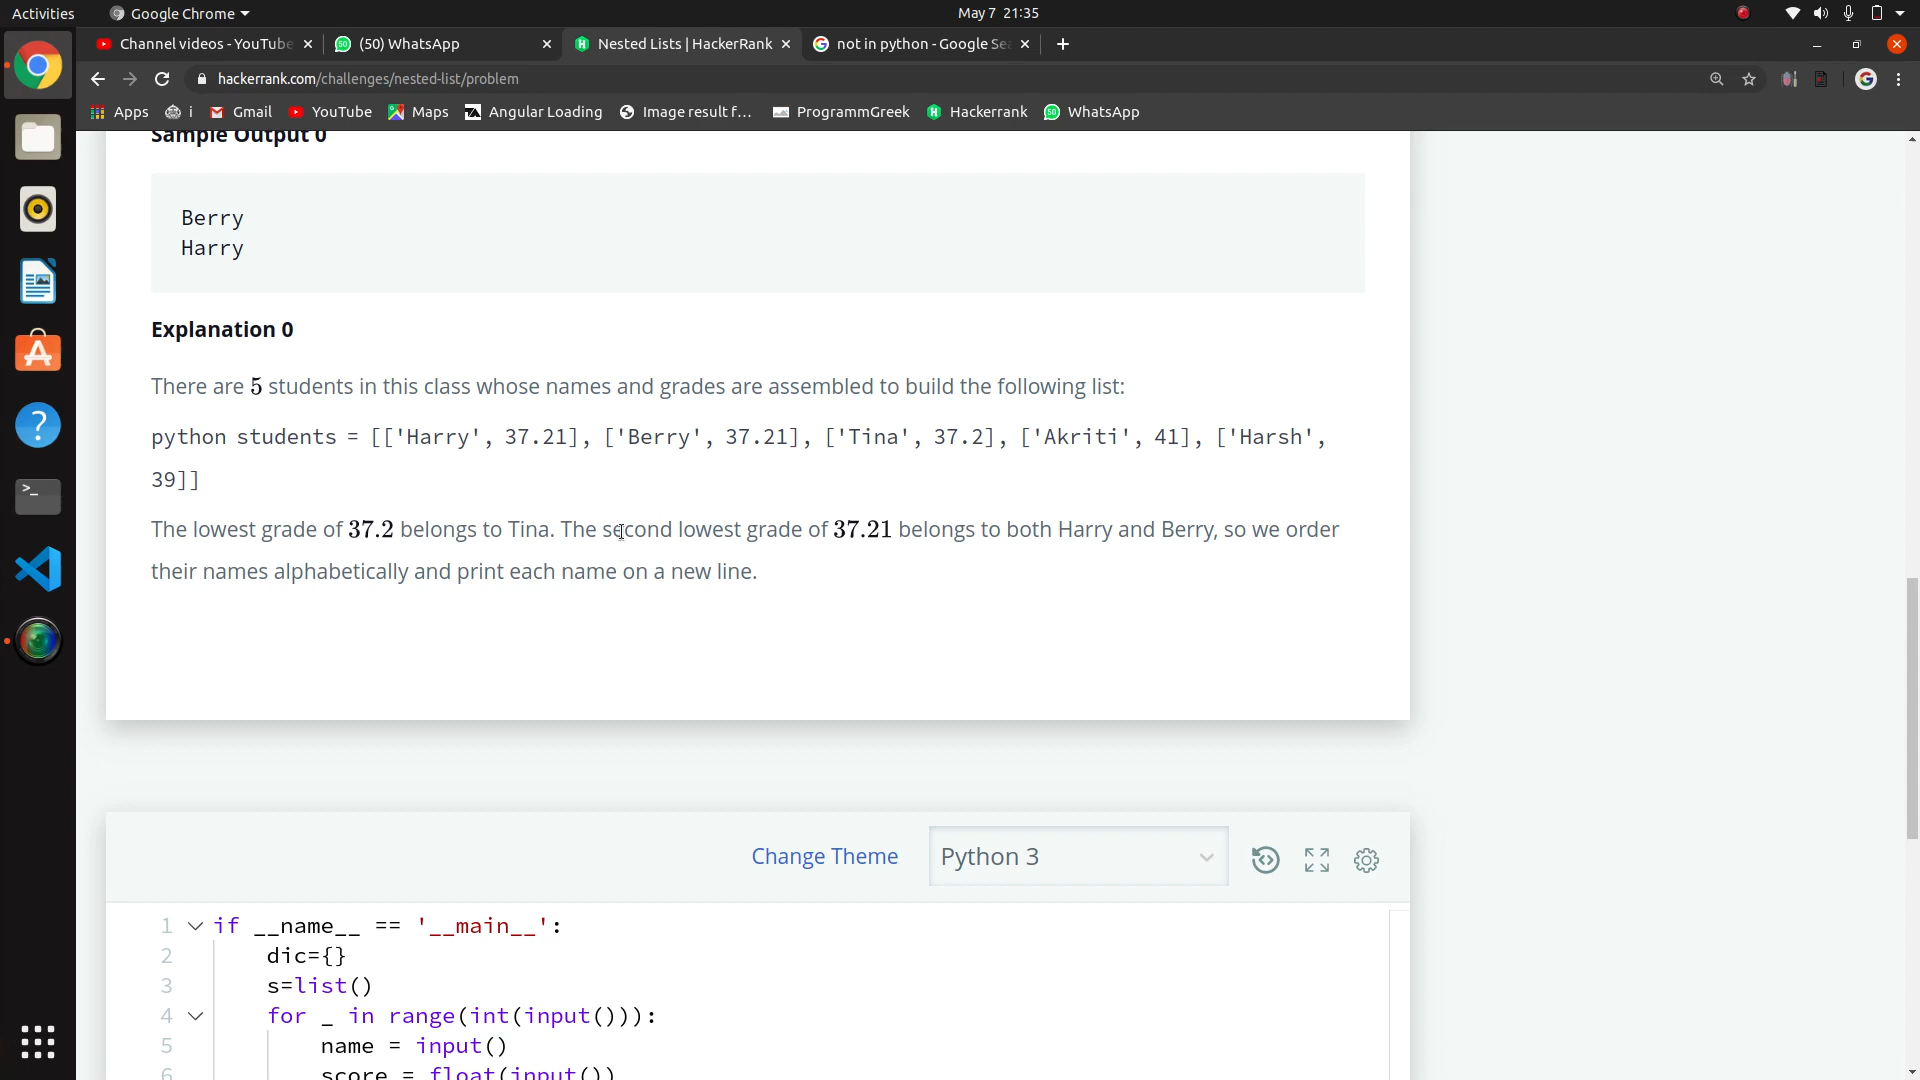 Activities
Google Chrome
May 7 21:35
Channel videos - YouTube
(50) WhatsApp
Nested Lists | HackerRank
not in python - Google Se
hackerrank.com/challenges/nested-list/problem
Apps
i
Gmail
YouTube
Maps
Angular Loading
Image result f...
ProgrammGreek
Hackerrank
WhatsApp
Sample Output 0
Berry
Harry
Explanation 0
There are 5 students in this class whose names and grades are assembled to build the following list:
python students = [['Harry', 37.21], ['Berry', 37.21], ['Tina', 37.2], ['Akriti', 41], ['Harsh',
39]]
The lowest grade of 37.2 belongs to Tina. The second lowest grade of 37.21 belongs to both Harry and Berry, so we order
their names alphabetically and print each name on a new line.
Change Theme
Python 3
1 if __name__ == '__main__':
2 dic={}
3 s=list()
4 for _ in range(int(input())):
5 name = input()
6 score = float(input())